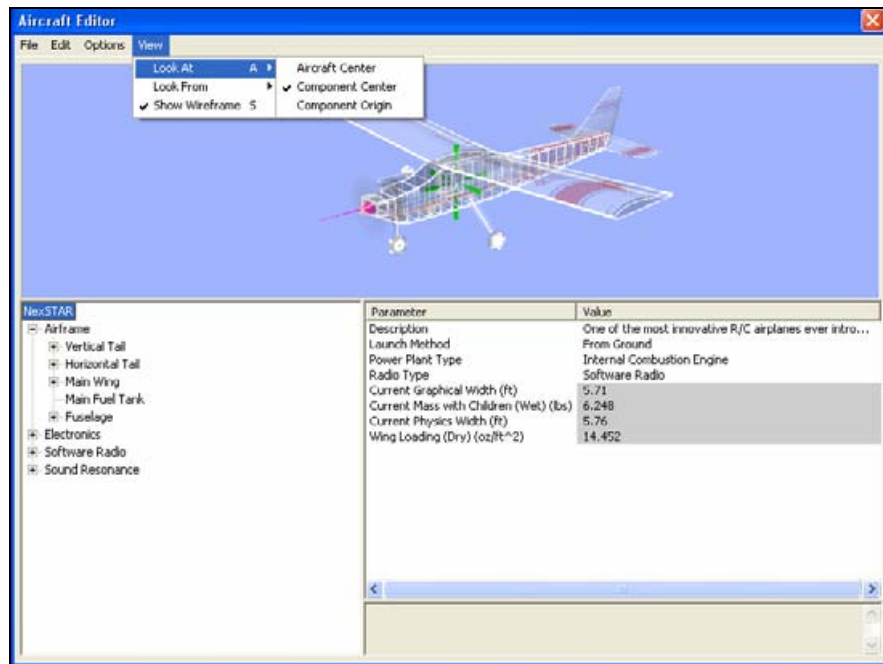 Aircraft Editor
File Edit Options View
Look At A
Look From
Show Wireframe S
Aircraft Center
Component Center
Component Origin
NexSTAR
Airframe
Vertical Tail
Horizontal Tail
Main Wing
Main Fuel Tank
Fuselage
Electronics
Software Radio
Sound Resonance
Parameter Value
Description One of the most innovative R/C airplanes ever intro...
Launch Method From Ground
Power Plant Type Internal Combustion Engine
Radio Type Software Radio
Current Graphical Width (ft) 5.71
Current Mass with Children (Wet) (lbs) 6.248
Current Physics Width (ft) 5.76
Wing Loading (Dry) (oz/ft^2) 14.452